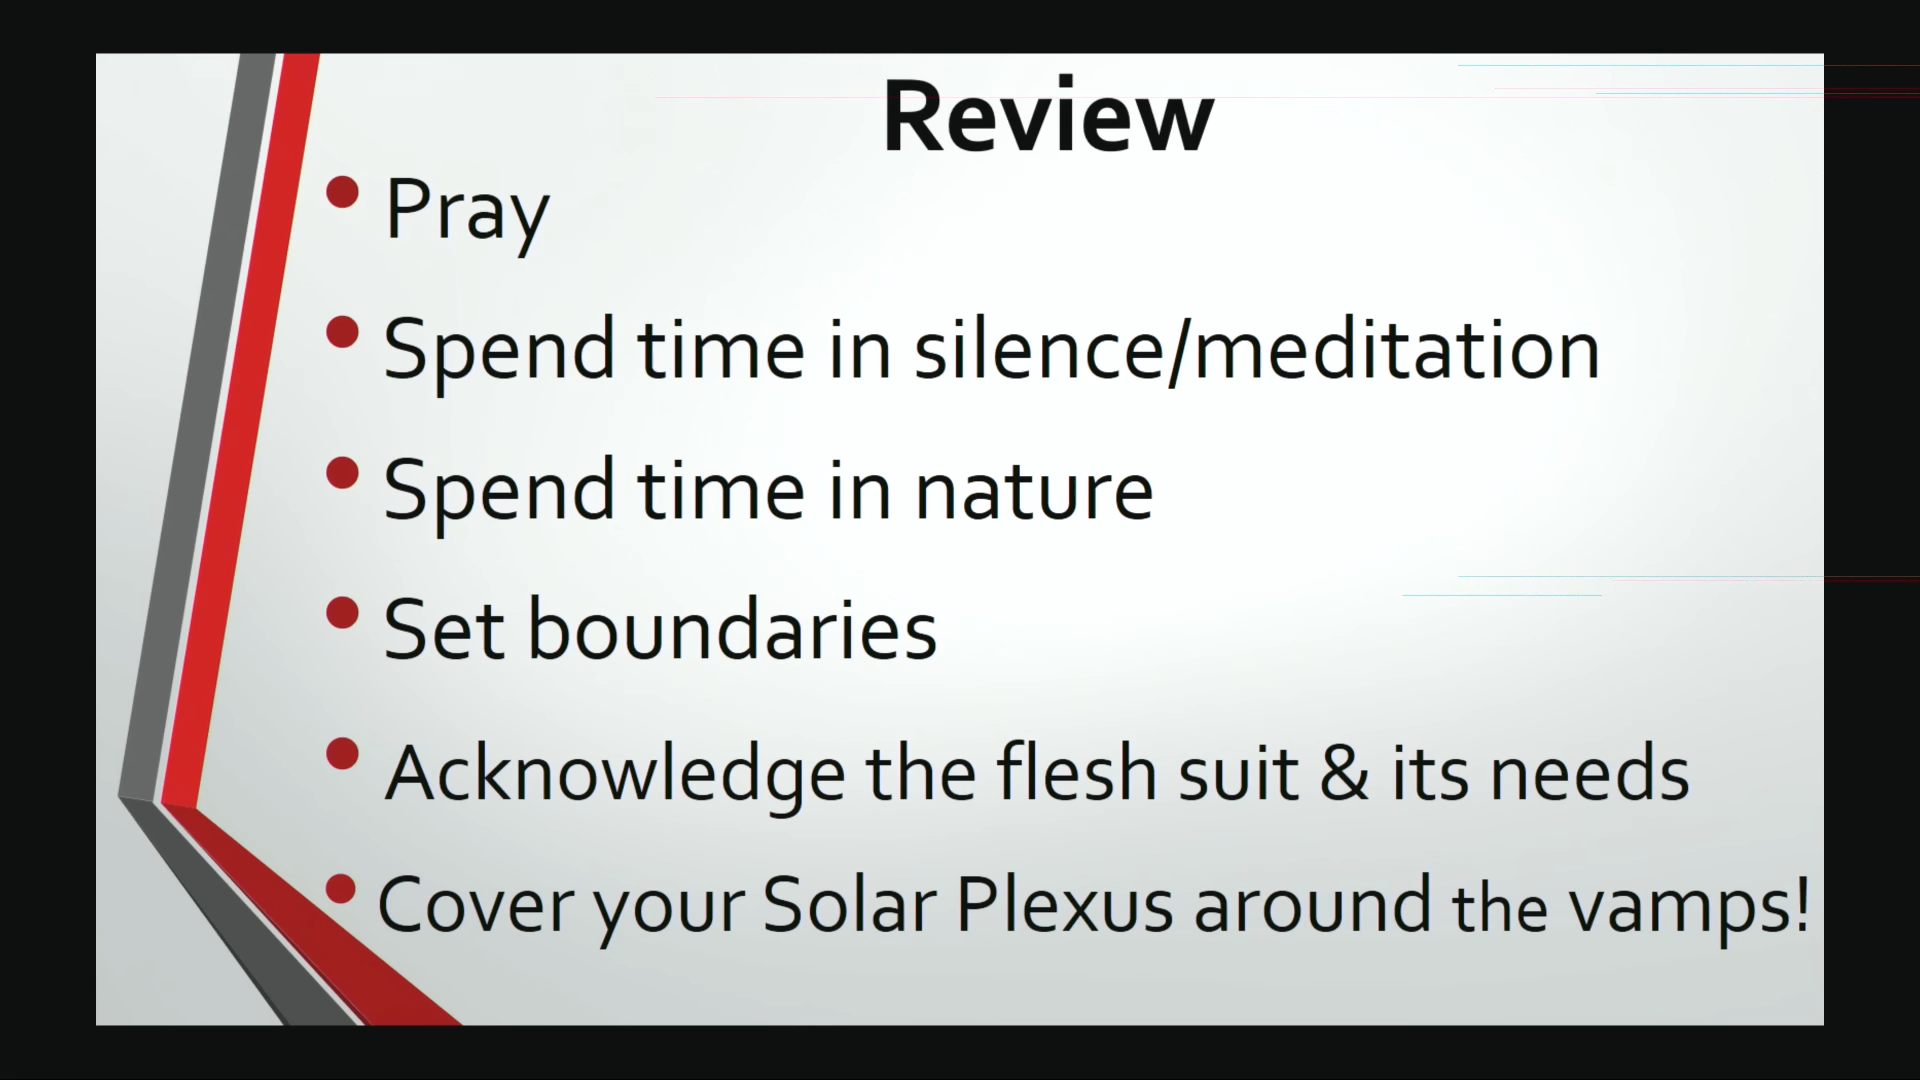 Review
Pray
Spend time in silence/meditation
Spend time in nature
Set boundaries
Acknowledge the flesh suit & its needs
Cover your Solar Plexus around the vamps!